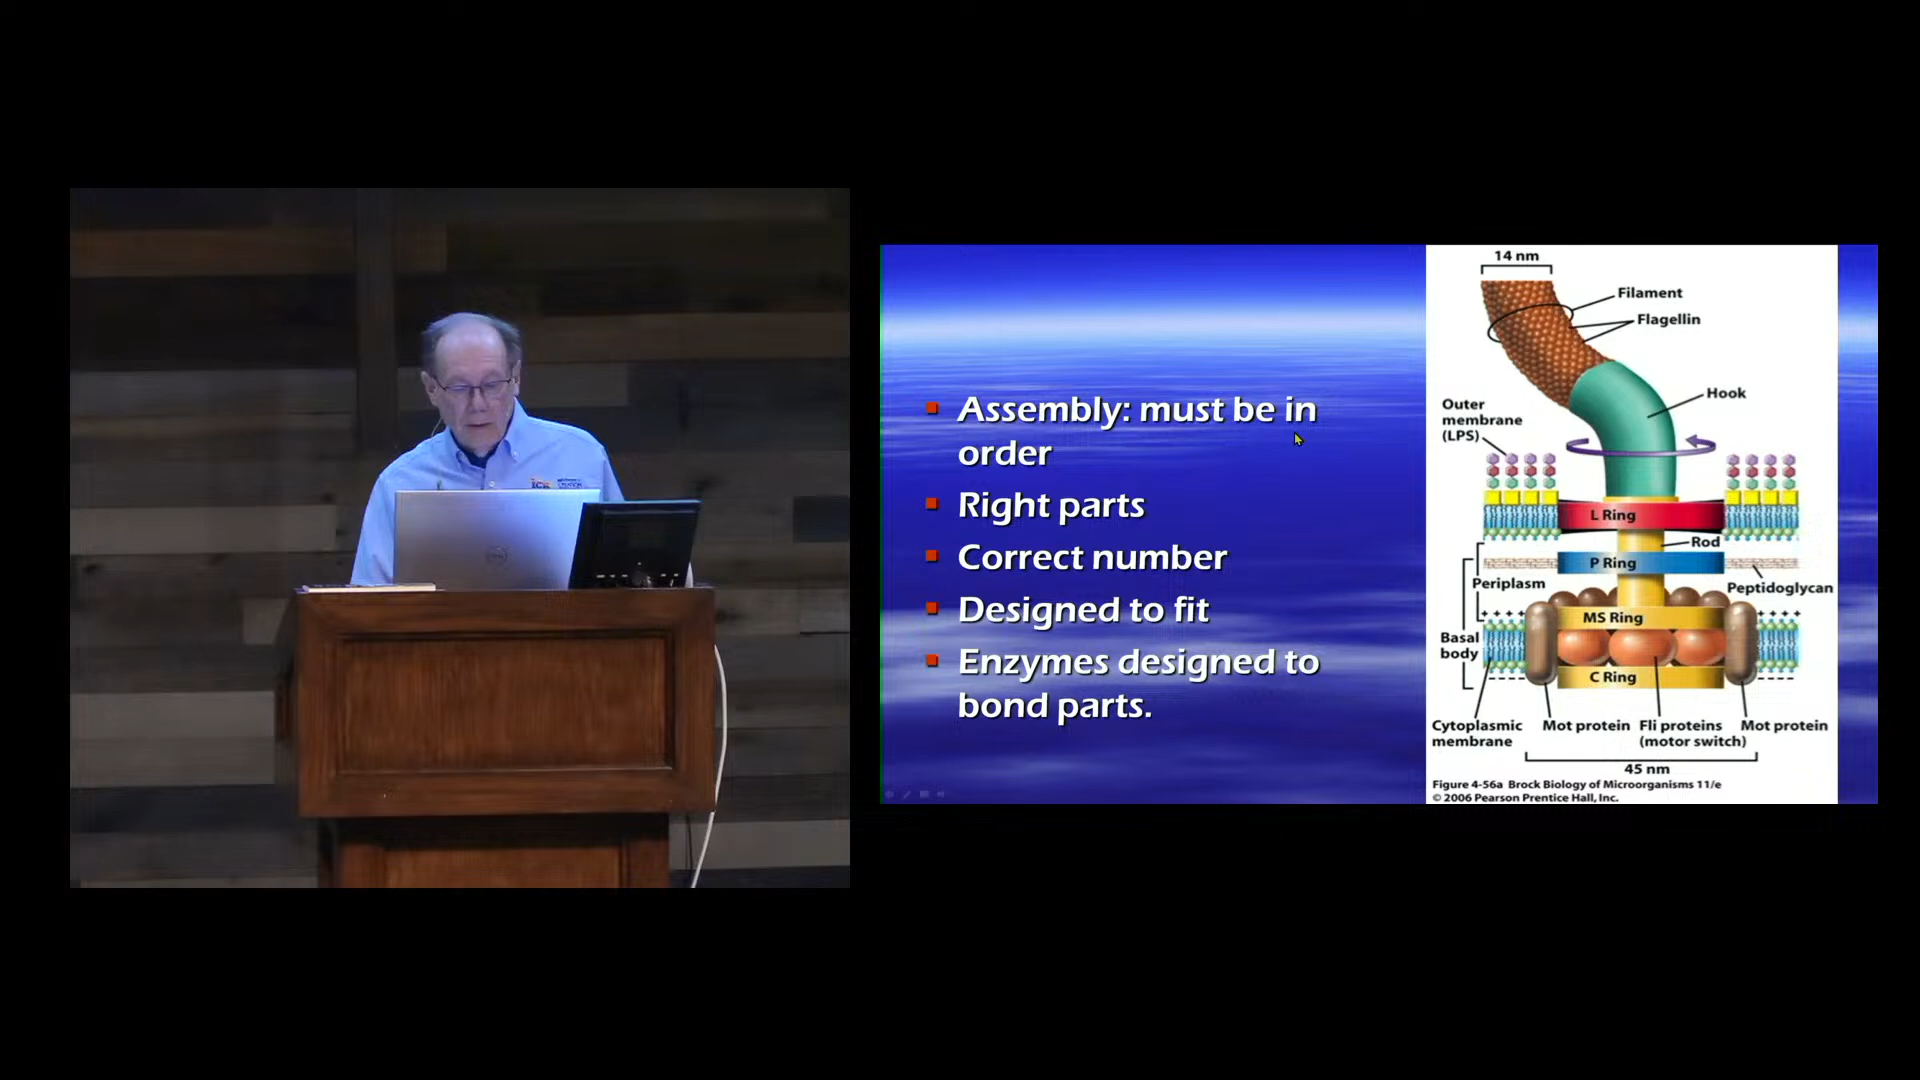 ICR
Assembly: must be in
order
Right parts
Correct number
Designed to fit
Enzymes designed to
bond parts.
14 nm
Filament
Flagellin
Hook
Outer
membrane
(LPS)
L Ring
Rod
P Ring
Periplasm
Peptidoglycan
MS Ring
Basal
body
C Ring
Cytoplasmic
membrane
Mot protein
Fli proteins
(motor switch)
Mot protein
45 nm
Figure 4-56a Brock Biology of Microorganisms 11/e
© 2006 Pearson Prentice Hall, Inc.